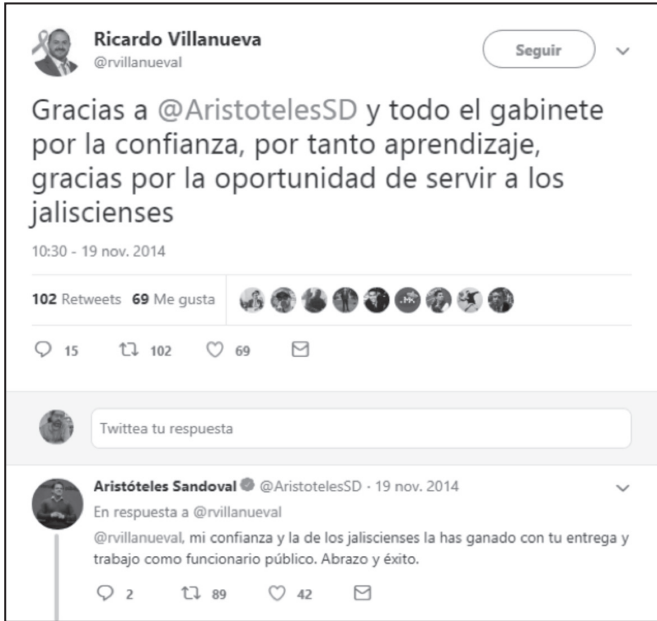 Ricardo Villanueva
@rvillanueval
Seguir
Gracias a @AristotelesSD y todo el gabinete
por la confianza, por tanto aprendizaje,
gracias por la oportunidad de servir a los
jaliscienses
10:30 - 19 nov. 2014
102 Retweets 69 Me gusta
15 102 69
Twittea tu respuesta
Aristóteles Sandoval @AristotelesSD · 19 nov. 2014
En respuesta a @rvillanueval
@rvillanueval, mi confianza y la de los jaliscienses la has ganado con tu entrega y
trabajo como funcionario público. Abrazo y éxito.
2 89 42